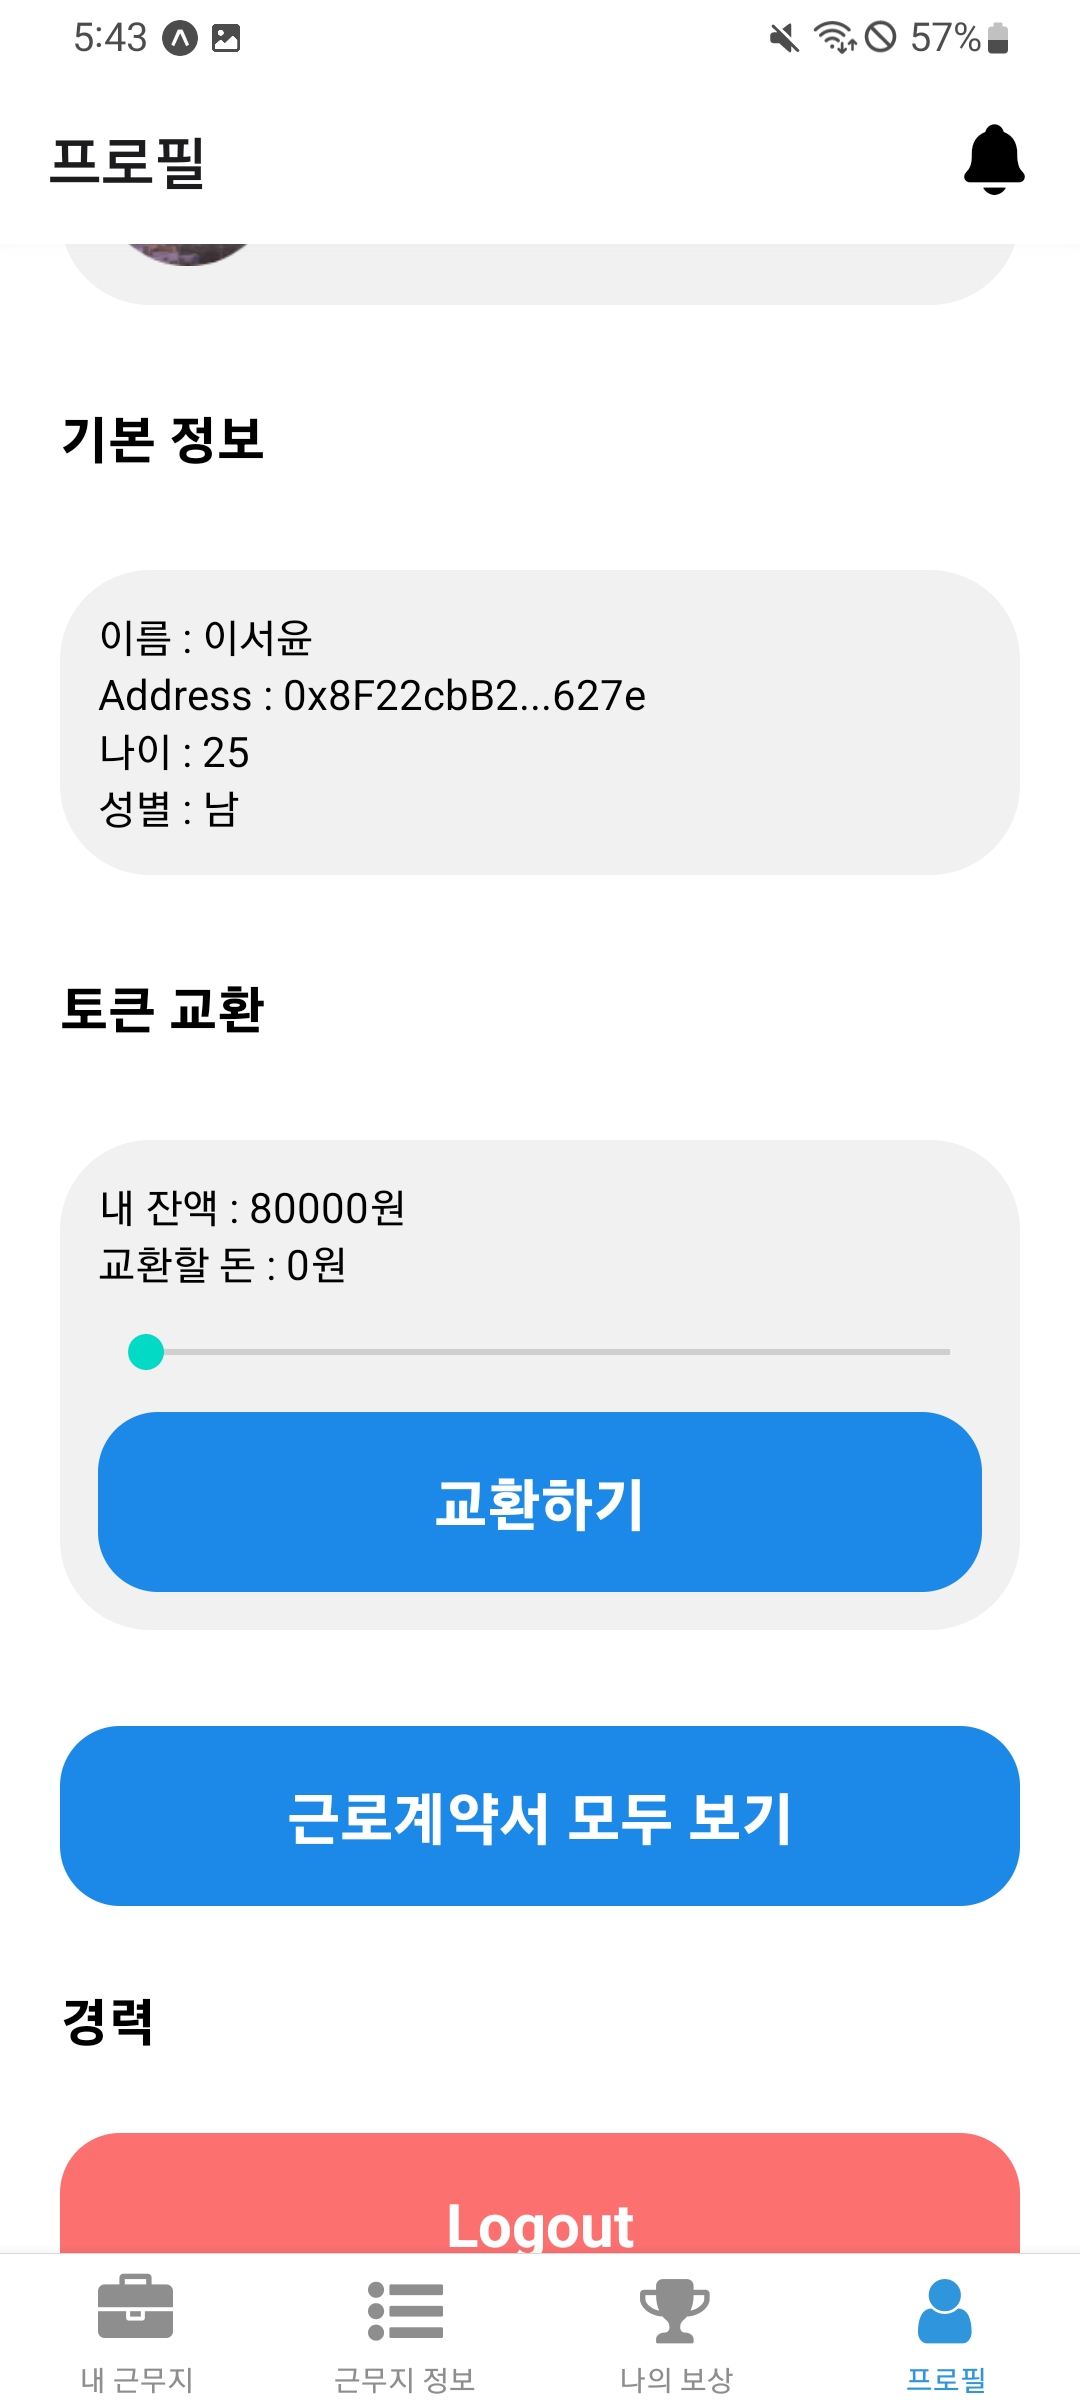 5:43
57%
프로필
기본 정보
이름 : 이서윤
Address : 0x8F22cbB2...627e
나이 : 25
성별 : 남
토큰 교환
내 잔액 : 80000원
교환할 돈 : 0원
교환하기
근로계약서 모두 보기
경력
Logout
내 근무지
근무지 정보
나의 보상
프로필